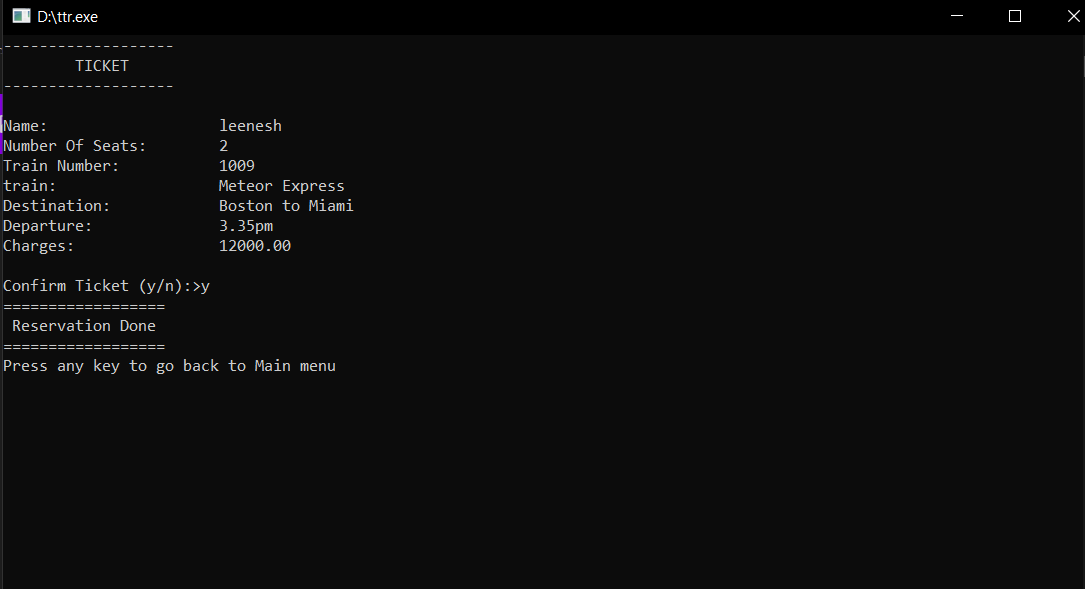 D:\ttr.exe
-------------------
TICKET
-------------------
Name: leenesh
Number Of Seats: 2
Train Number: 1009
train: Meteor Express
Destination: Boston to Miami
Departure: 3.35pm
Charges: 12000.00
Confirm Ticket (y/n):>y
==================
Reservation Done
==================
Press any key to go back to Main menu